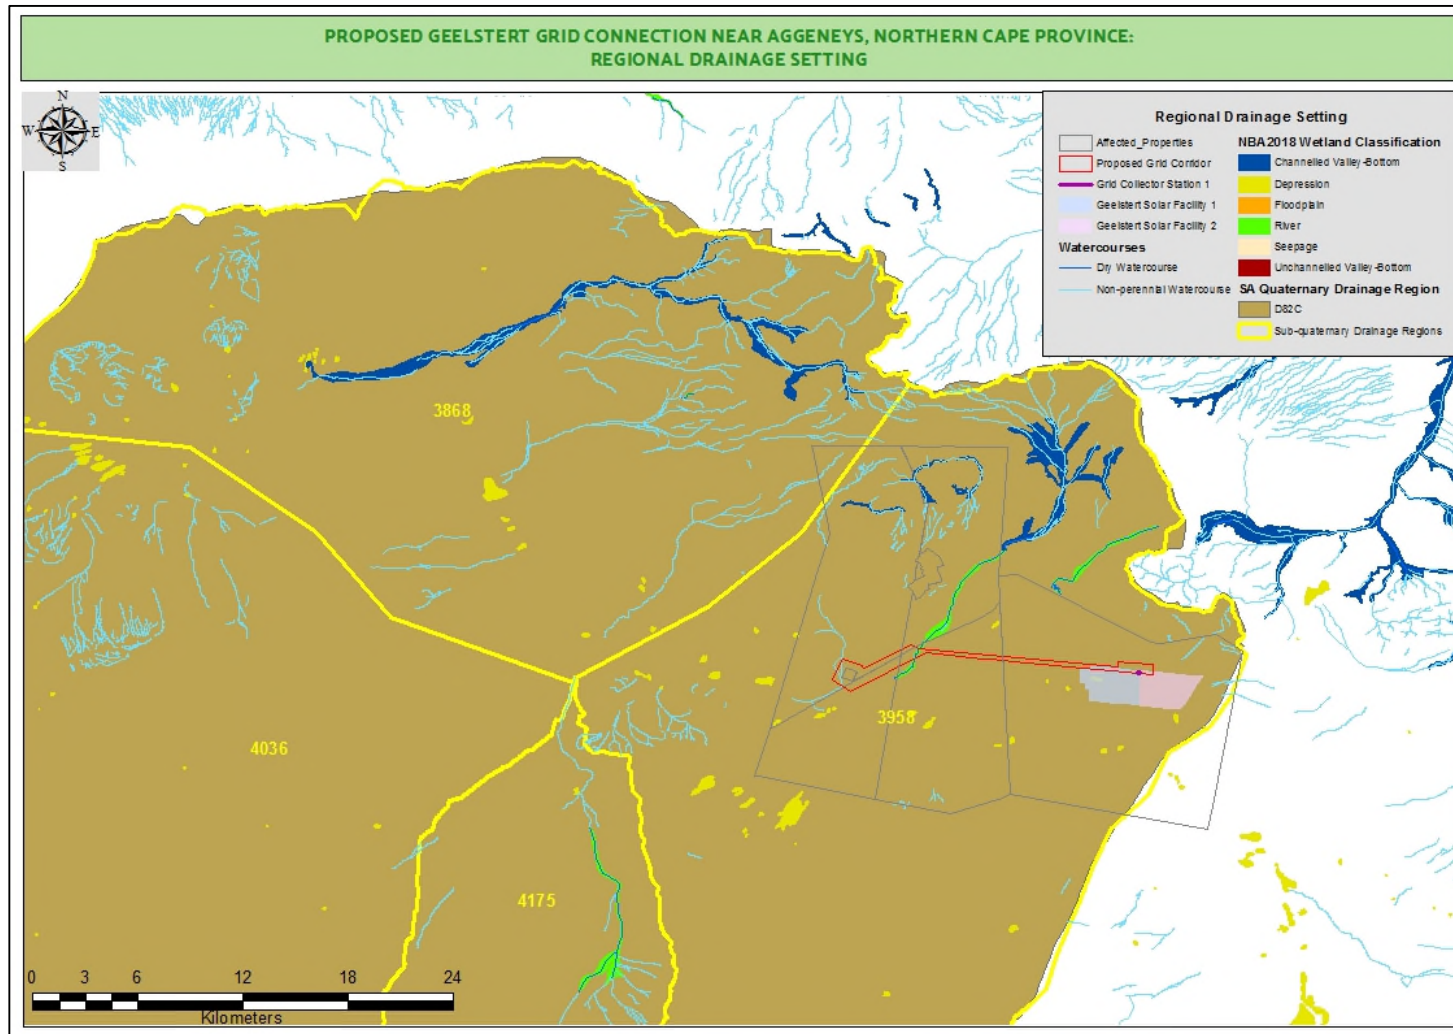 PROPOSED GEELSTERT GRID CONNECTION NEAR AGGENEYS, NORTHERN CAPE PROVINCE:
REGIONAL DRAINAGE SETTING
N
W E
S
Regional Drainage Setting
Affected_Properties
Proposed Grid Corridor
Grid Collector Station 1
Geelstert Solar Facility 1
Geelstert Solar Facility 2
Watercourses
Dry Watercourse
Non-perennial Watercourse
NBA2018 Wetland Classification
Channelled Valley-Bottom
Depression
Floodplain
River
Seepage
Unchannelled Valley-Bottom
SA Quaternary Drainage Region
D82C
Sub-quaternary Drainage Regions
3868
3958
4036
4175
0 3 6 12 18 24
Kilometers